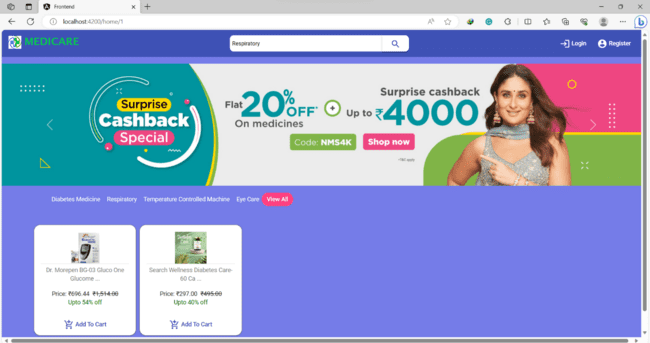 Frontend
localhost:4200/home/1
MEDICARE
Respiratory
Login
Register
Surprise
Cashback
Special
Flat 20% OFF*
On medicines
+
Surprise cashback
Up to ₹4000
Code: NMS4K
Shop now
Diabetes Medicine Respiratory Temperature Controlled Machine Eye Care View All
Dr. Morepen BG-03 Gluco One
Glucome ...
Price: ₹696.44 ₹1,514.00
Upto 54% off
Add To Cart
Search Wellness Diabetes Care
60 Ca ...
Price: ₹297.00 ₹495.00
Upto 40% off
Add To Cart